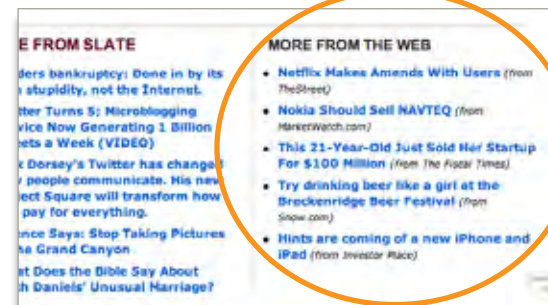 E FROM SLATE
ders bankruptcy: Done in by its
stupidity, not the Internet.
tter Turns 5; Microblogging
vice Now Generating 1 Billion
ets a Week (VIDEO)
k Dorsey's Twitter has changed
people communicate. His new
ect Square will transform how
pay for everything.
ence Says: Stop Taking Pictures
he Grand Canyon
at Does the Bible Say About
ch Daniels' Unusual Marriage?
MORE FROM THE WEB
Netflix Makes Amends With Users (from
TheStreet)
Nokia Should Sell NAVTEQ (from
MarketWatch.com)
This 21-Year-Old Just Sold Her Startup
For $100 Million (from The Fiscal Times)
Try drinking beer like a girl at the
Breckenridge Beer Festival (from
Snow.com)
Hints are coming of a new iPhone and
iPad (from Investor Place)